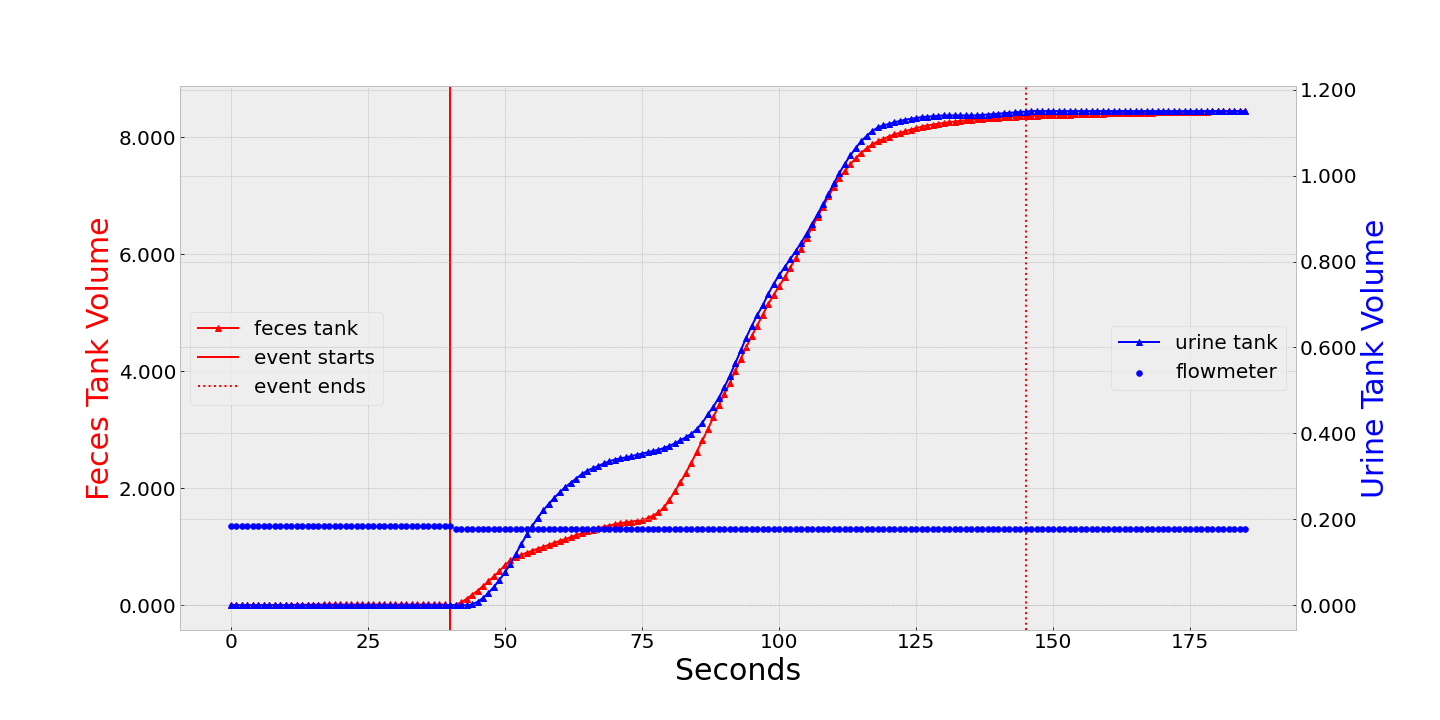 1.200
8.000
1.000
6.000
0.800
Feces Tank Volume
Urine Tank Volume
feces tank
event starts
event ends
urine tank
flowmeter
0.600
4.000
0.400
2.000
0.200
0.000
0.000
0 25 50 75 100 125 150 175
Seconds